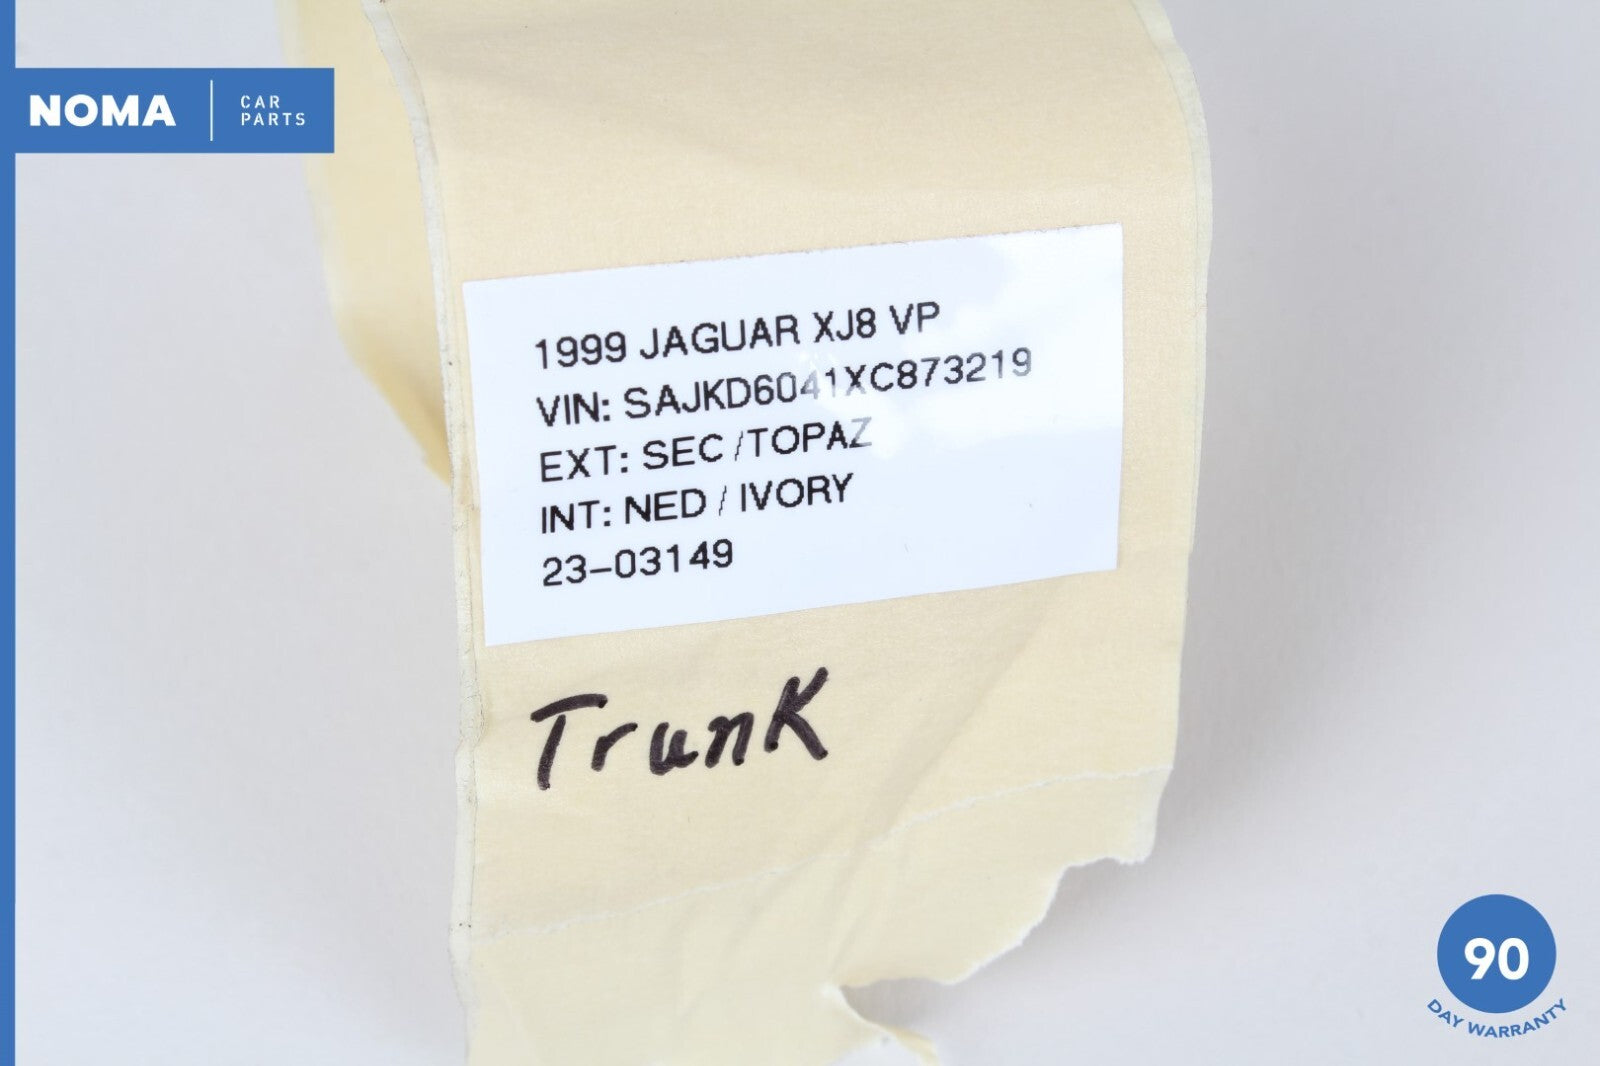 NOMA
CAR
PARTS
1999 JAGUAR XJ8 VP
VIN: SAJKD6041XC873219
EXT: SEC /TOPAZ
INT: NED / IVORY
23-03149
Trunk
90
DAY WARRANTY